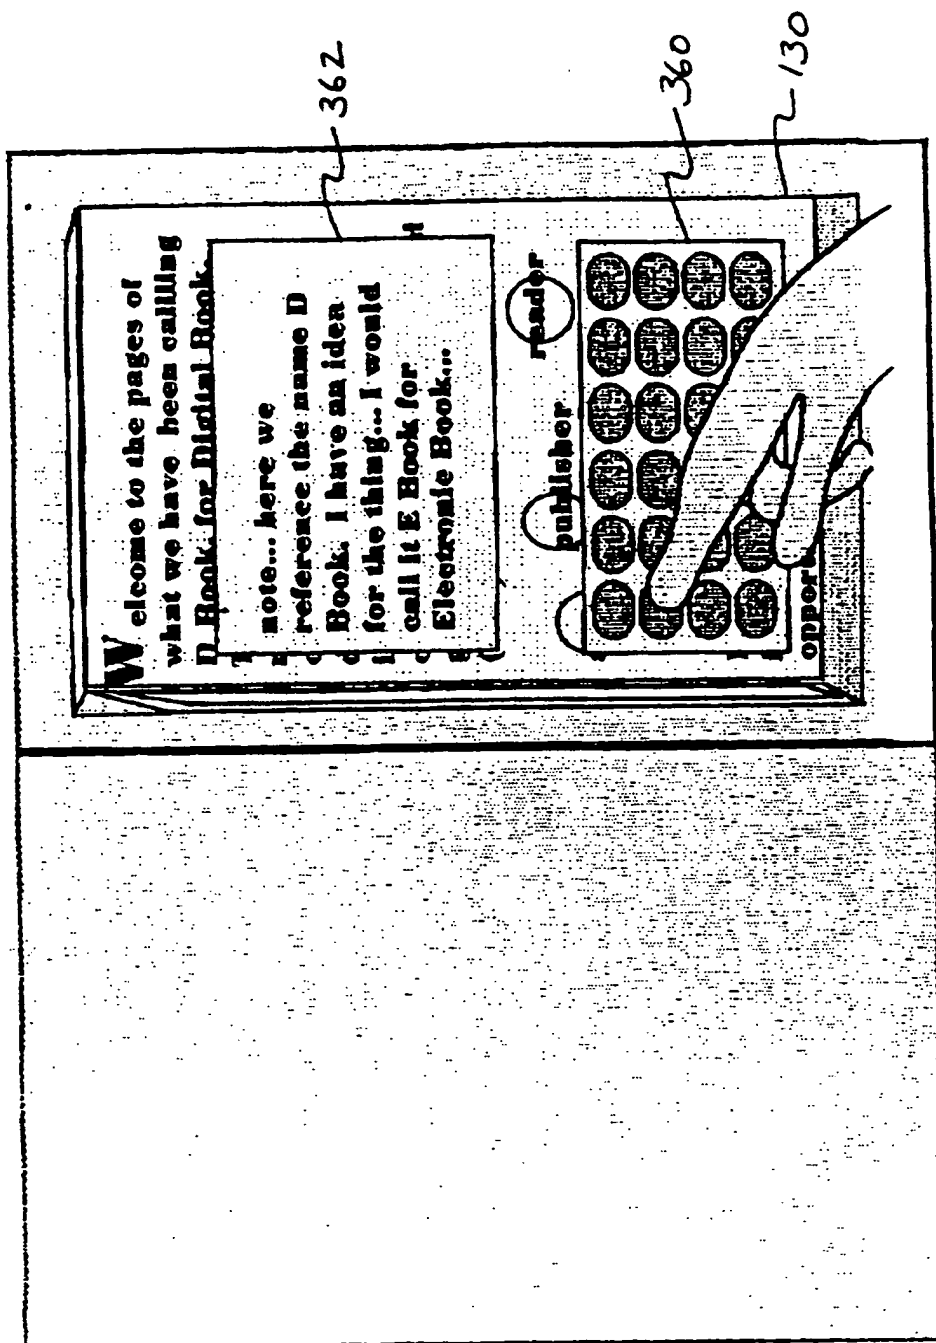 Welcome to the pages of
what we have been calling
D Book, for Digital Book.
note... here we
reference the name D
Book. I have an idea
for the thing... I would
call it E Book for
Electronic Book...
publisher
reader
362
360
130